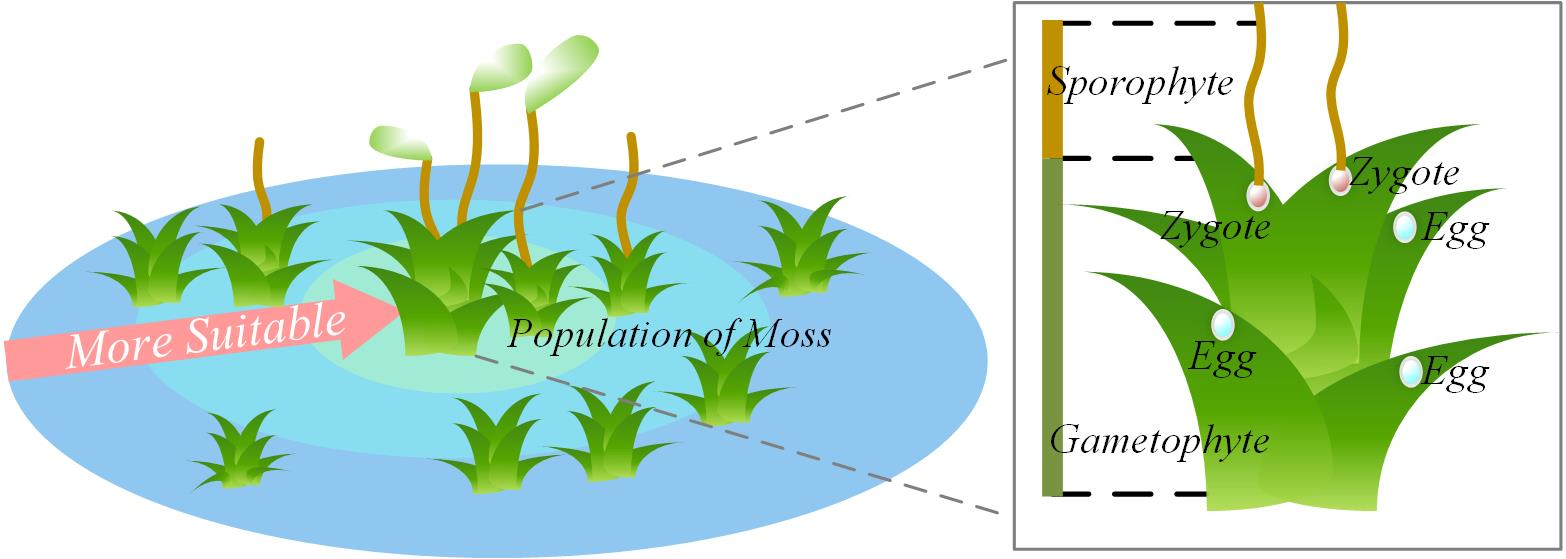 More Suitable
Population of Moss
Sporophyte
Zygote
Zygote
Egg
Egg
Egg
Gametophyte